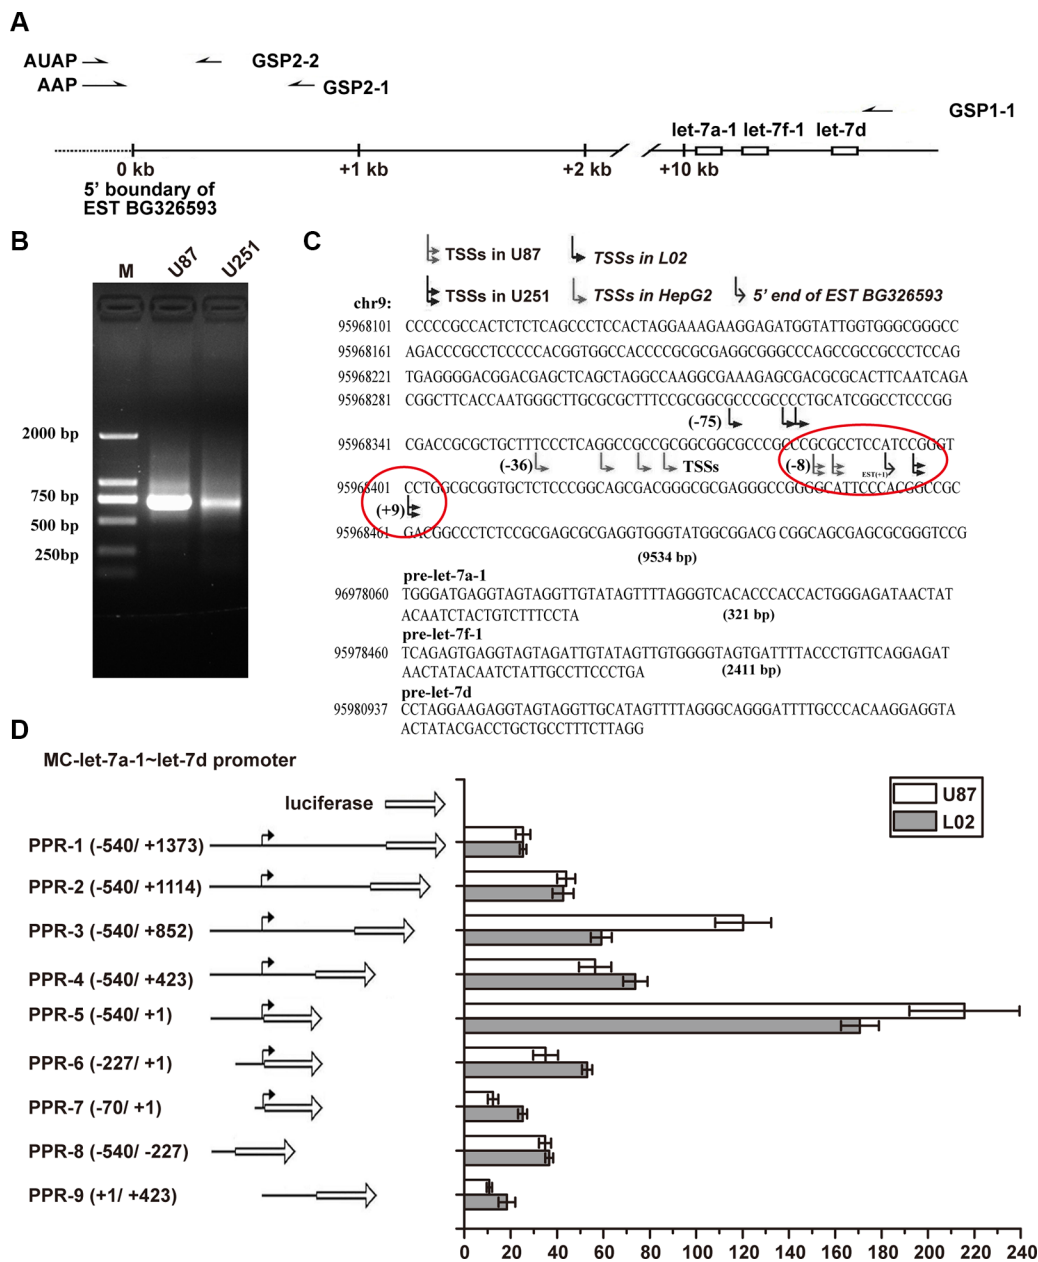 A
AUAP
GSP2-2
AAP
GSP2-1
GSP1-1
let-7a-1 let-7f-1 let-7d
0 kb +1 kb +2 kb +10 kb
5' boundary of
EST BG326593
B
M U87 U251
2000 bp
750 bp
500 bp
250bp
C
TSSs in U87 TSSs in L02
TSSs in U251 TSSs in HepG2 5' end of EST BG326593
chr9:
95968101 CCCCCGCCACTCTCTCAGCCCTCCACTAGGAAAGAAGGAGATGGTATTGGTGGGCGGGCC
95968161 AGACCCGCCTCCCCCACGGTGGCCACCCCGCGCGAGGCGGGCCCAGCCGCCGCCCTCCAG
95968221 TGAGGGGACGGACGAGCTCAGCTAGGCCAAGGCGAAAGAGCGACGCGCACTTCAATCAGA
95968281 CGGCTTCACCAATGGGCTTGCGCGCTTTCCGCGGCGCCCGCCCCTGCATCGGCCTCCCGG
(-75)
95968341 CGACCGCGCTGCTTTCCCTCAGGCCGCCGCGGCGGCGCCCGCCCGCGCCTCCATCCGGGT
(-36) TSSs (-8) EST(+1)
95968401 CCTGGCGCGGTGCTCTCCCGGCAGCGACGGGCGCGAGGGCCGGGGCATTCCCACGGCCGC
(+9)
95968461 GACGGCCCTCTCCGCGAGCGCGAGGTGGGTATGGCGGACG CGGCAGCGAGCGCGGGTCCG
(9534 bp)
pre-let-7a-1
96978060 TGGGATGAGGTAGTAGGTTGTATAGTTTTAGGGTCACACCCACCACTGGGAGATAACTAT
ACAATCTACTGTCTTTCCTA (321 bp)
pre-let-7f-1
95978460 TCAGAGTGAGGTAGTAGATTGTATAGTTGTGGGGTAGTGATTTTACCCTGTTCAGGAGAT
AACTATACAATCTATTGCCTTCCCTGA (2411 bp)
pre-let-7d
95980937 CCTAGGAAGAGGTAGTAGGTTGCATAGTTTTAGGGCAGGGATTTTGCCCACAAGGAGGTA
ACTATACGACCTGCTGCCTTTCTTAGG
D
MC-let-7a-1~let-7d promoter
luciferase
U87
L02
PPR-1 (-540/ +1373)
PPR-2 (-540/ +1114)
PPR-3 (-540/ +852)
PPR-4 (-540/ +423)
PPR-5 (-540/ +1)
PPR-6 (-227/ +1)
PPR-7 (-70/ +1)
PPR-8 (-540/ -227)
PPR-9 (+1/ +423)
0 20 40 60 80 100 120 140 160 180 200 220 240